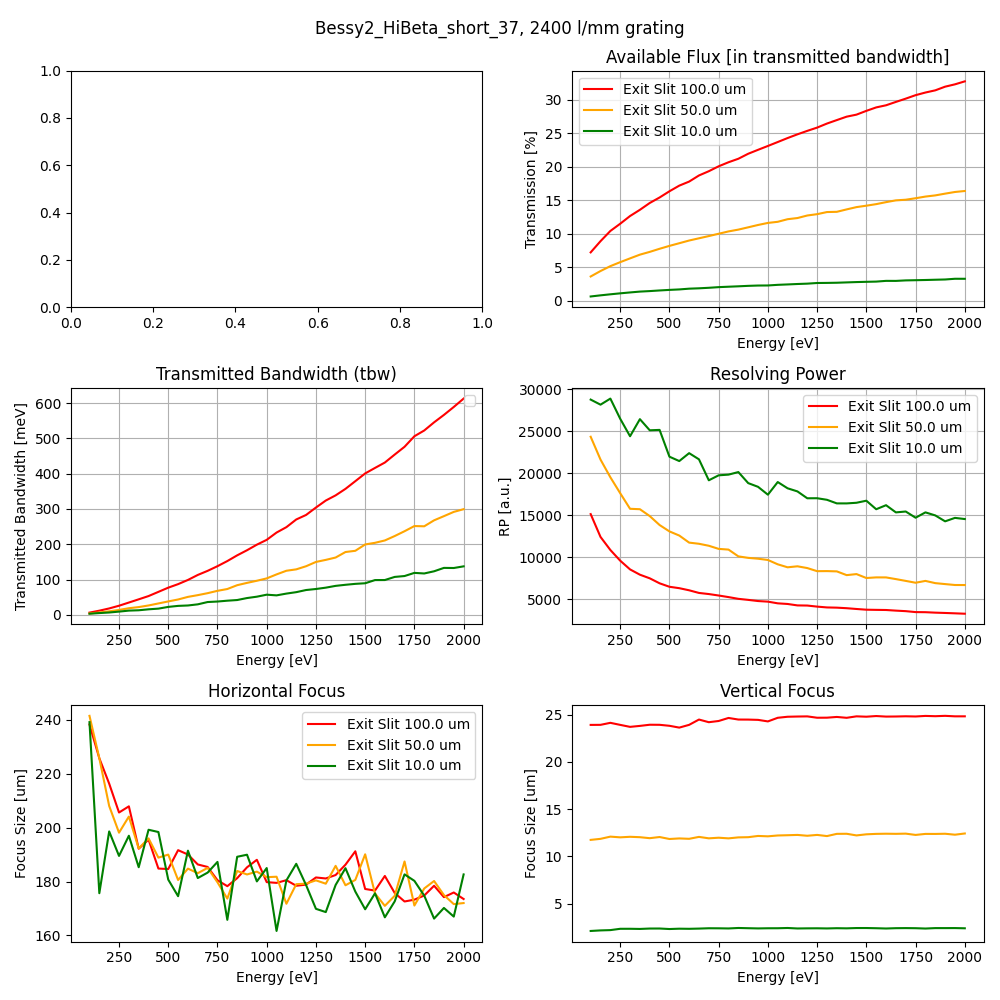 Bessy2_HiBeta_short_37, 2400 l/mm grating
1.0
0.8
0.6
0.4
0.2
0.0
0.0 0.2 0.4 0.6 0.8 1.0
Available Flux [in transmitted bandwidth]
Exit Slit 100.0 um
Exit Slit 50.0 um
Exit Slit 10.0 um
Transmission [%]
30
25
20
15
10
5
0
250 500 750 1000 1250 1500 1750 2000
Energy [eV]
Transmitted Bandwidth (tbw)
Transmitted Bandwidth [meV]
600
500
400
300
200
100
0
250 500 750 1000 1250 1500 1750 2000
Energy [eV]
Resolving Power
Exit Slit 100.0 um
Exit Slit 50.0 um
Exit Slit 10.0 um
RP [a.u.]
30000
25000
20000
15000
10000
5000
250 500 750 1000 1250 1500 1750 2000
Energy [eV]
Horizontal Focus
Exit Slit 100.0 um
Exit Slit 50.0 um
Exit Slit 10.0 um
Focus Size [um]
240
220
200
180
160
250 500 750 1000 1250 1500 1750 2000
Energy [eV]
Vertical Focus
Focus Size [um]
25
20
15
10
5
250 500 750 1000 1250 1500 1750 2000
Energy [eV]